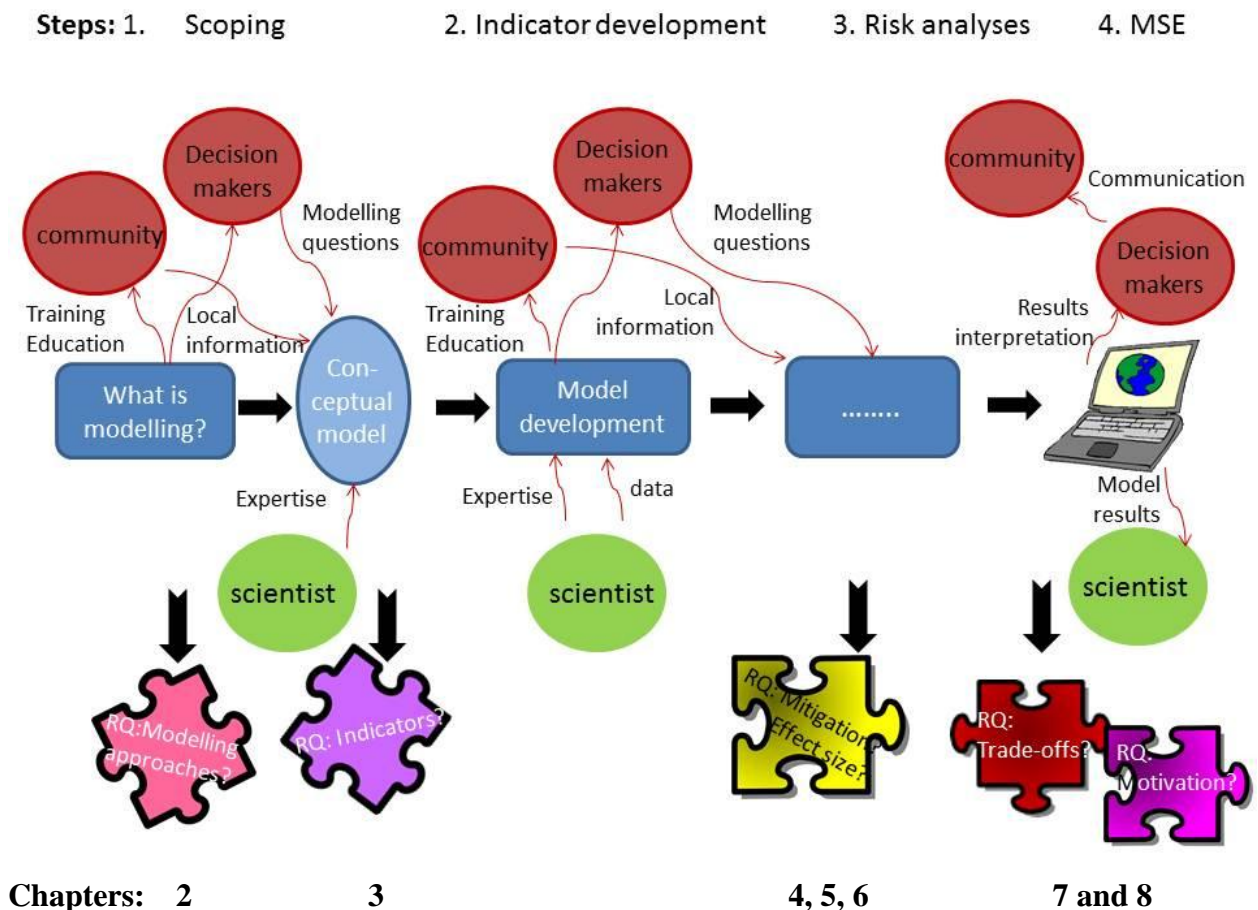 Steps: 1. Scoping 2. Indicator development 3. Risk analyses 4. MSE
Decision
makers
community
Modelling
questions
Training
Education
Local
information
What is
modelling?
Con-
ceptual
model
Expertise
scientist
Decision
makers
community
Modelling
questions
Training
Education
Local
information
Model
development
Expertise
data
scientist
........
community
Communication
Decision
makers
Results
interpretation
Model
results
scientist
RQ:Modelling
approaches?
RQ: Indicators?
RQ: Mitigation?
Effect size?
RQ:
Trade-offs?
RQ:
Motivation?
Chapters: 2 3 4, 5, 6 7 and 8